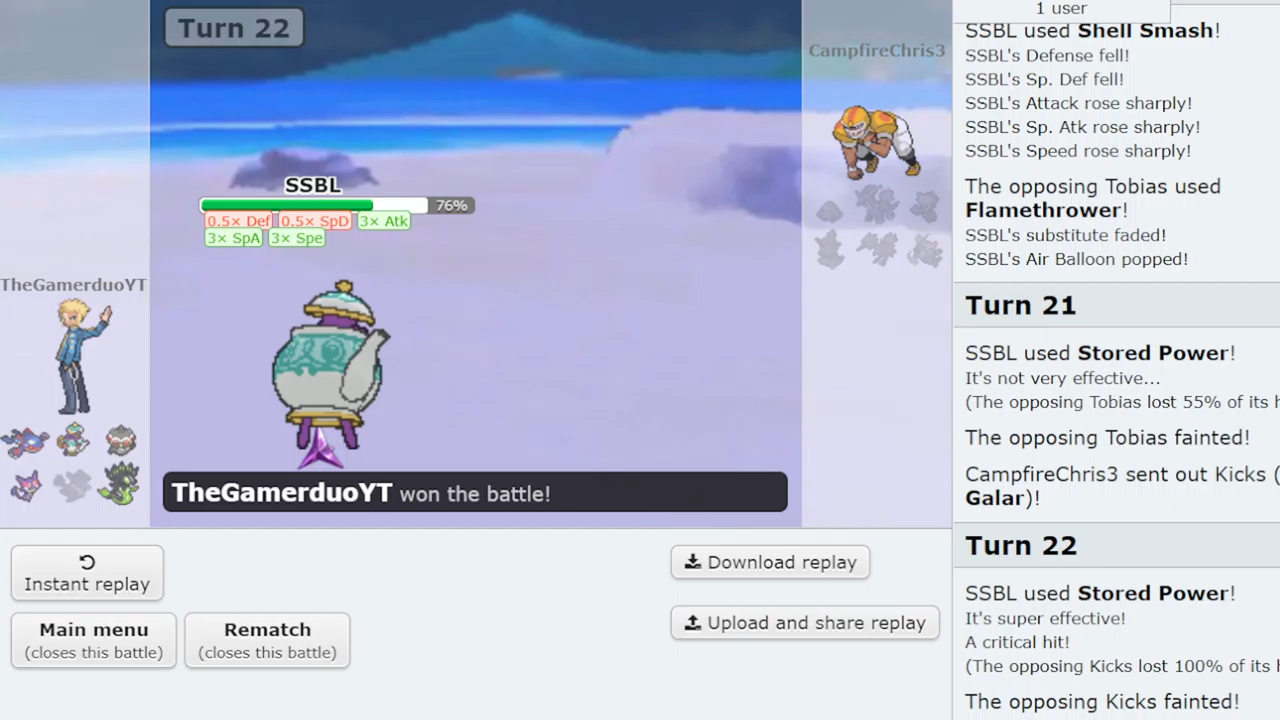 Turn 22
SSBL
76%
0.5× Def 0.5× SpD 3× Atk
3× SpA 3× Spe
TheGamerduoYT
CampfireChris3
TheGamerduoYT won the battle!
Instant replay
Main menu
(closes this battle)
Rematch
(closes this battle)
Download replay
Upload and share replay
1 user
SSBL used Shell Smash!
SSBL's Defense fell!
SSBL's Sp. Def fell!
SSBL's Attack rose sharply!
SSBL's Sp. Atk rose sharply!
SSBL's Speed rose sharply!
The opposing Tobias used
Flamethrower!
SSBL's substitute faded!
SSBL's Air Balloon popped!
Turn 21
SSBL used Stored Power!
It's not very effective...
(The opposing Tobias lost 55% of its h
The opposing Tobias fainted!
CampfireChris3 sent out Kicks (
Galar)!
Turn 22
SSBL used Stored Power!
It's super effective!
A critical hit!
(The opposing Kicks lost 100% of its h
The opposing Kicks fainted!